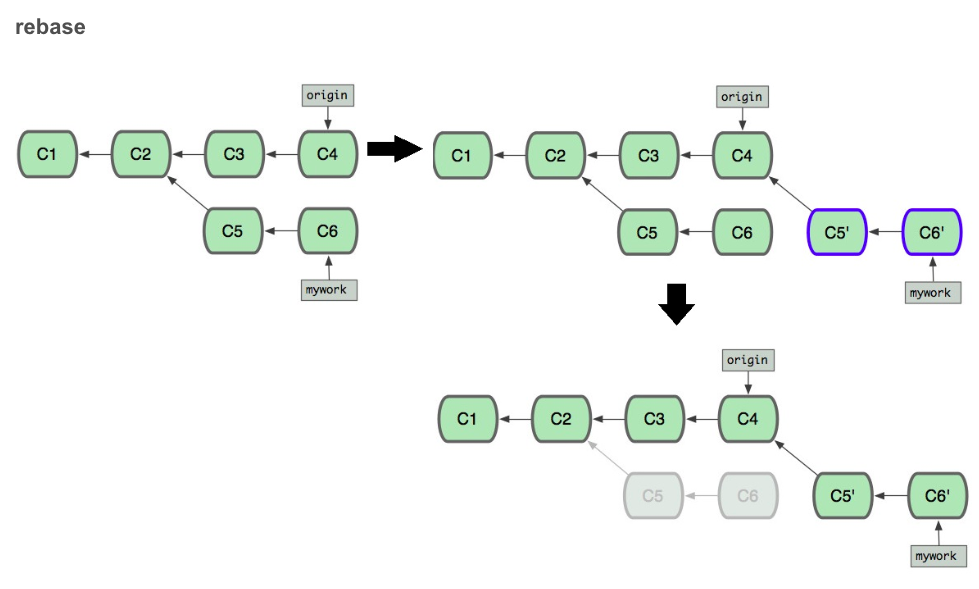 rebase
origin
C1 C2 C3 C4
C5 C6
mywork
origin
C1 C2 C3 C4
C5 C6 C5' C6'
mywork
origin
C1 C2 C3 C4
C5 C6 C5' C6'
mywork